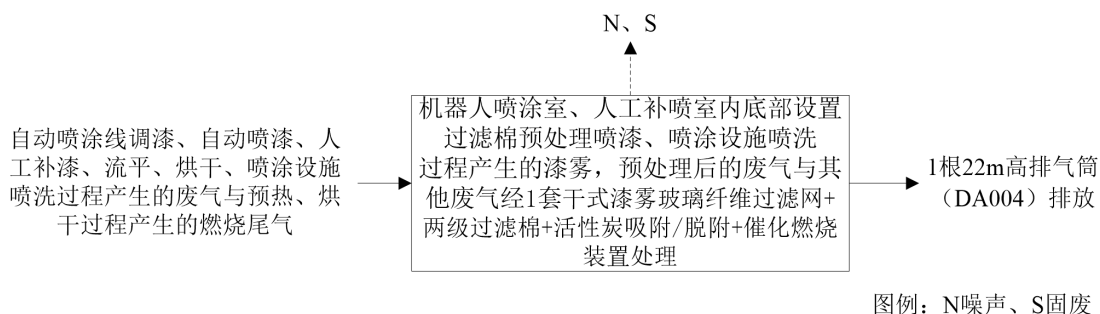 N、S
自动喷涂线调漆、自动喷漆、人
工补漆、流平、烘干、喷涂设施
喷洗过程产生的废气与预热、烘
干过程产生的燃烧尾气
机器人喷涂室、人工补喷室内底部设置
过滤棉预处理喷漆、喷涂设施喷洗
过程产生的漆雾，预处理后的废气与其
他废气经1套干式漆雾玻璃纤维过滤网+
两级过滤棉+活性炭吸附/脱附+催化燃烧
装置处理
1根22m高排气筒
（DA004）排放
图例：N噪声、S固废